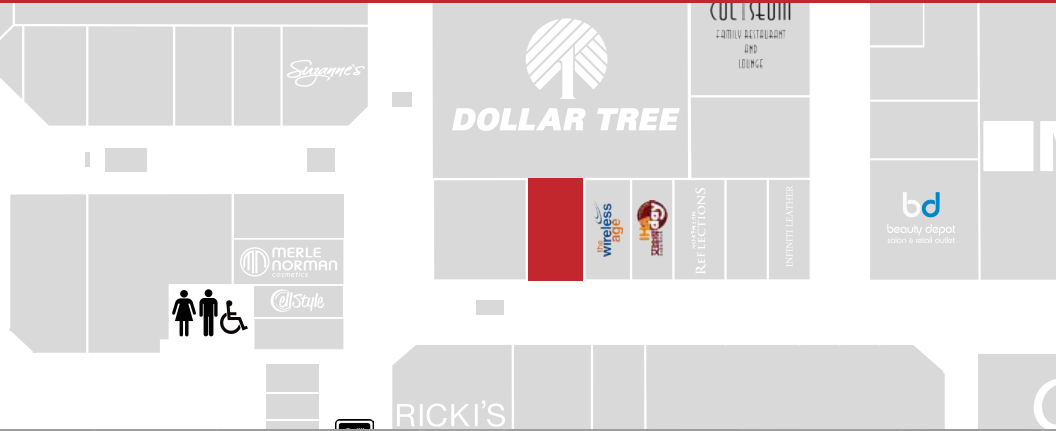 COLISEUM
FAMILY RESTAURANT
AND
LOUNGE
Suzanne's
DOLLAR TREE
the
wireless
age
REFLECTIONS
INFINITI LEATHER
bd
beauty depot
salon & retail outlet
MERLE
NORMAN
cosmetics
CellStyle
RICKI'S